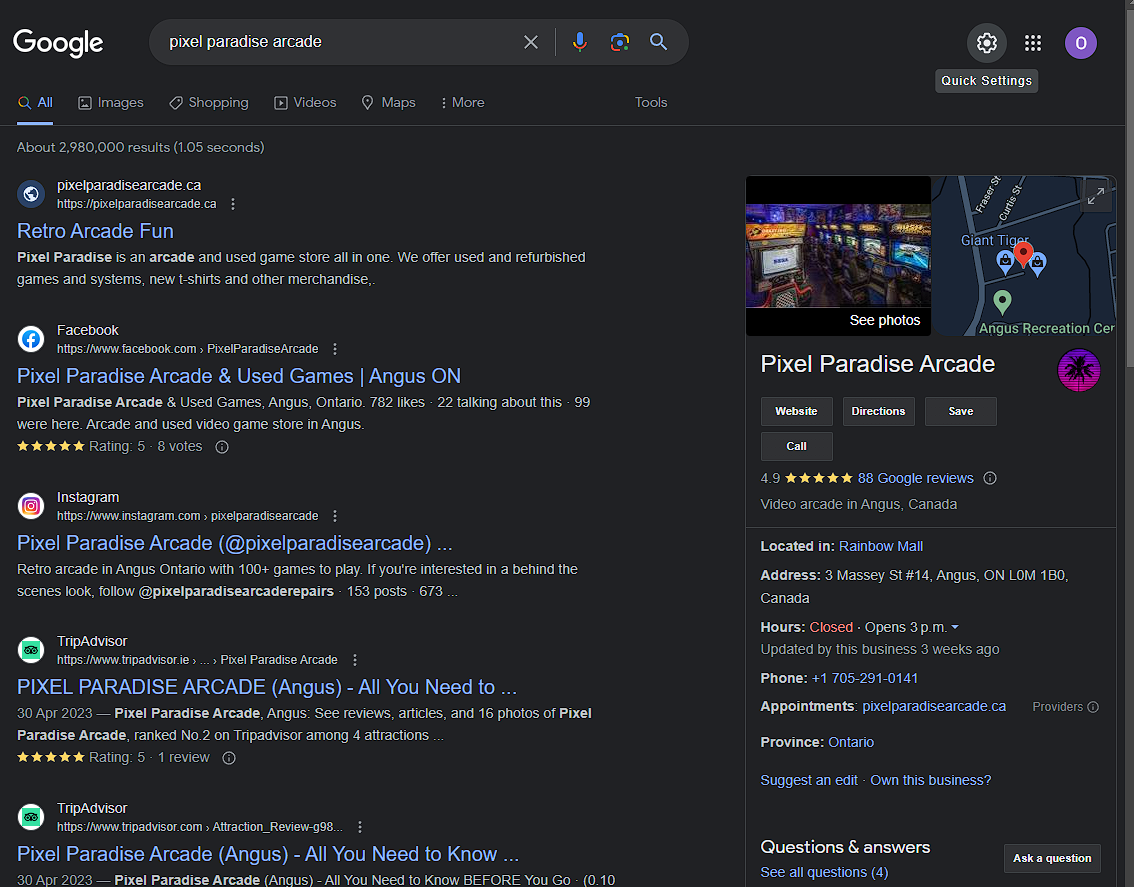 Google
pixel paradise arcade
O
Quick Settings
All
Images
Shopping
Videos
Maps
More
Tools
About 2,980,000 results (1.05 seconds)
pixelparadisearcade.ca
https://pixelparadisearcade.ca
Retro Arcade Fun
Pixel Paradise is an arcade and used game store all in one. We offer used and refurbished
games and systems, new t-shirts and other merchandise,.
Facebook
https://www.facebook.com › PixelParadiseArcade
Pixel Paradise Arcade & Used Games | Angus ON
Pixel Paradise Arcade & Used Games, Angus, Ontario. 782 likes · 22 talking about this · 99
were here. Arcade and used video game store in Angus.
Rating: 5 · 8 votes
Instagram
https://www.instagram.com › pixelparadisearcade
Pixel Paradise Arcade (@pixelparadisearcade) ...
Retro arcade in Angus Ontario with 100+ games to play. If you're interested in a behind the
scenes look, follow @pixelparadisearcaderepairs · 153 posts · 673 ...
TripAdvisor
https://www.tripadvisor.ie › ... › Pixel Paradise Arcade
PIXEL PARADISE ARCADE (Angus) - All You Need to ...
30 Apr 2023 — Pixel Paradise Arcade, Angus: See reviews, articles, and 16 photos of Pixel
Paradise Arcade, ranked No.2 on Tripadvisor among 4 attractions ...
Rating: 5 · 1 review
TripAdvisor
https://www.tripadvisor.com › Attraction_Review-g98...
Pixel Paradise Arcade (Angus) - All You Need to Know ...
30 Apr 2023 — Pixel Paradise Arcade (Angus) - All You Need to Know BEFORE You Go · (0.10
SEGA
See photos
Fraser St
Curtis St
Giant Tiger
Angus Recreation Cer
Pixel Paradise Arcade
Website
Directions
Save
Call
4.9 88 Google reviews
Video arcade in Angus, Canada
Located in: Rainbow Mall
Address: 3 Massey St #14, Angus, ON L0M 1B0,
Canada
Hours: Closed · Opens 3 p.m.
Updated by this business 3 weeks ago
Phone: +1 705-291-0141
Appointments: pixelparadisearcade.ca Providers
Province: Ontario
Suggest an edit · Own this business?
Questions & answers
See all questions (4)
Ask a question